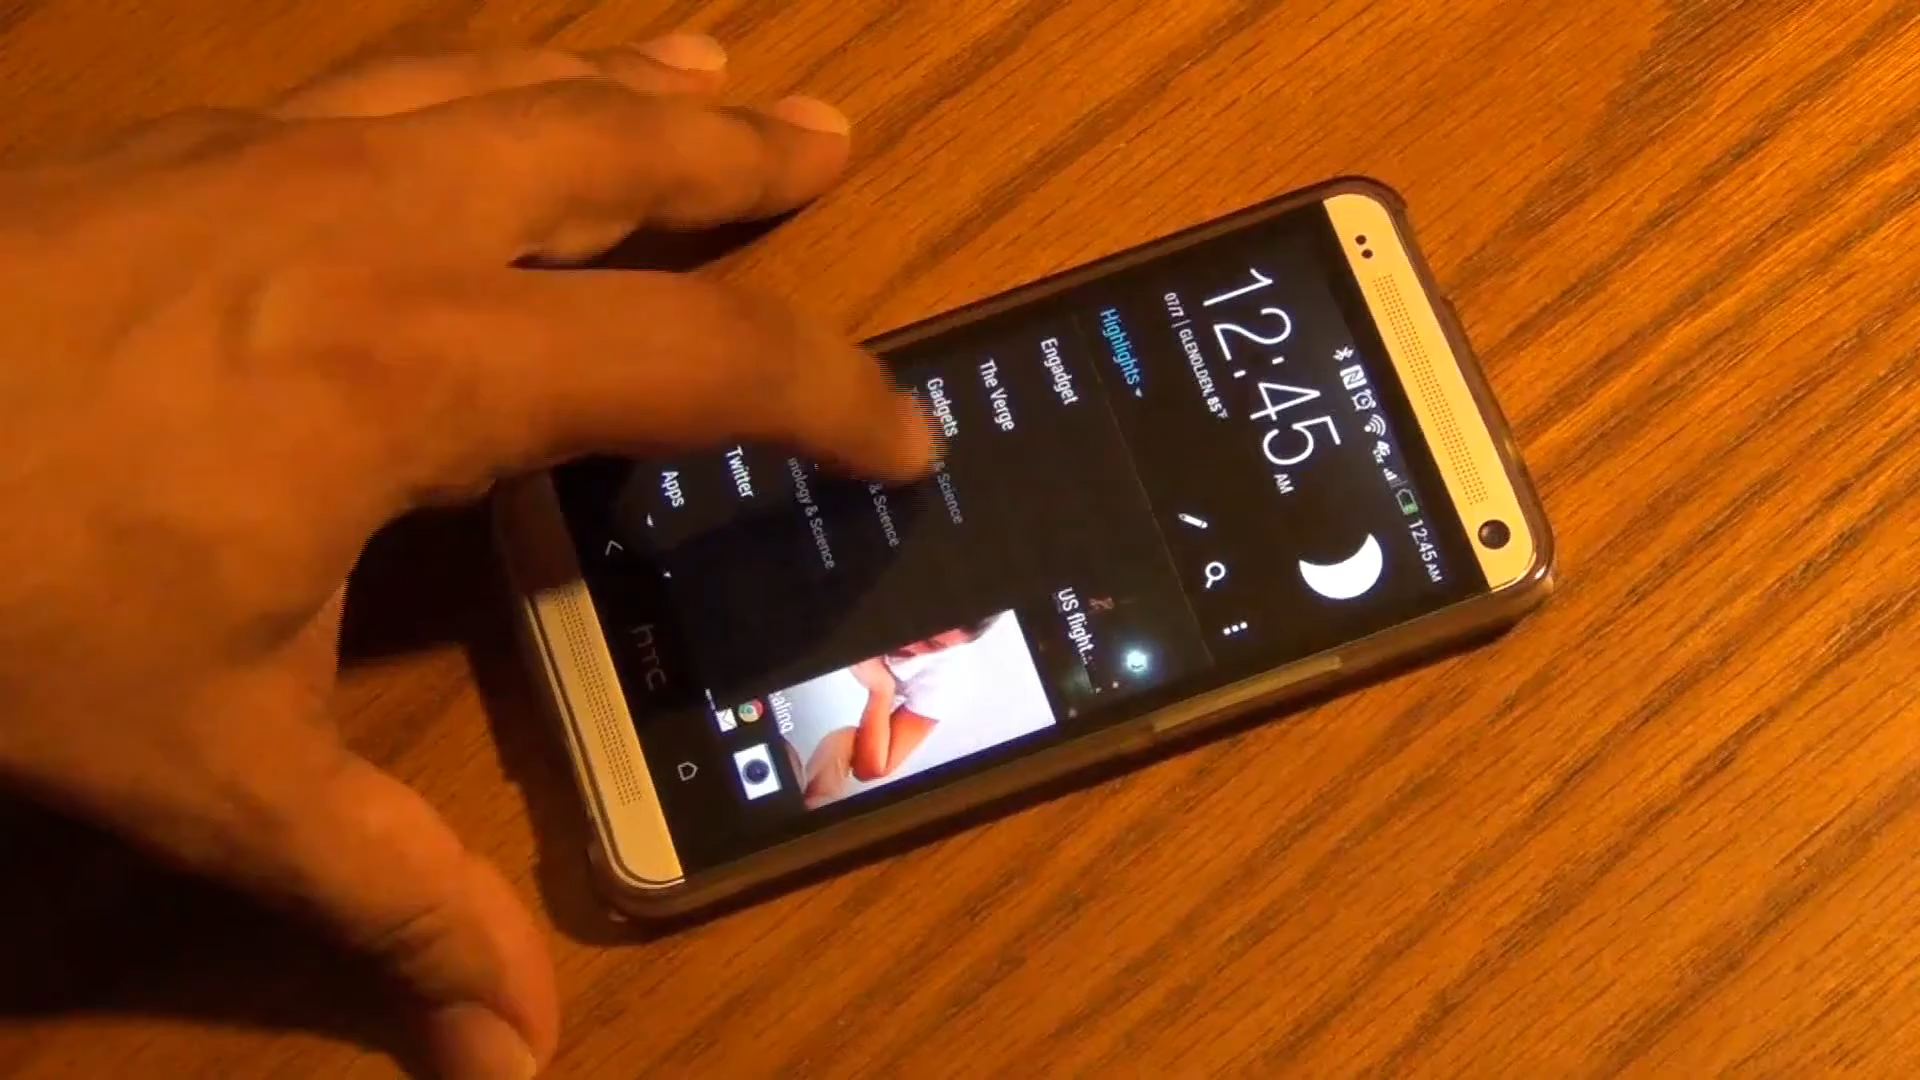 12:45 AM
12:45 AM
07/7 | GLENOLDEN, 85°F
Highlights
Engadget
The Verge
Gadgets
& Science
& Science
& Science
Twitter
Apps
US flight...
htc